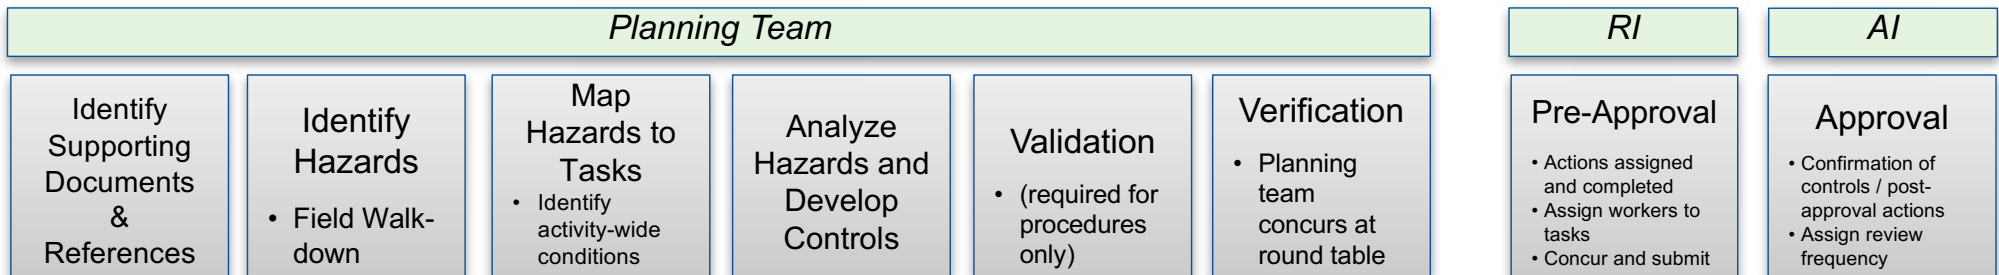 Planning Team
RI
AI
Identify
Supporting
Documents
&
References
Identify
Hazards
• Field Walk-
down
Map
Hazards to
Tasks
• Identify
activity-wide
conditions
Analyze
Hazards and
Develop
Controls
Validation
• (required for
procedures
only)
Verification
• Planning
team
concurs at
round table
Pre-Approval
• Actions assigned
and completed
• Assign workers to
tasks
• Concur and submit
Approval
• Confirmation of
controls / post-
approval actions
• Assign review
frequency